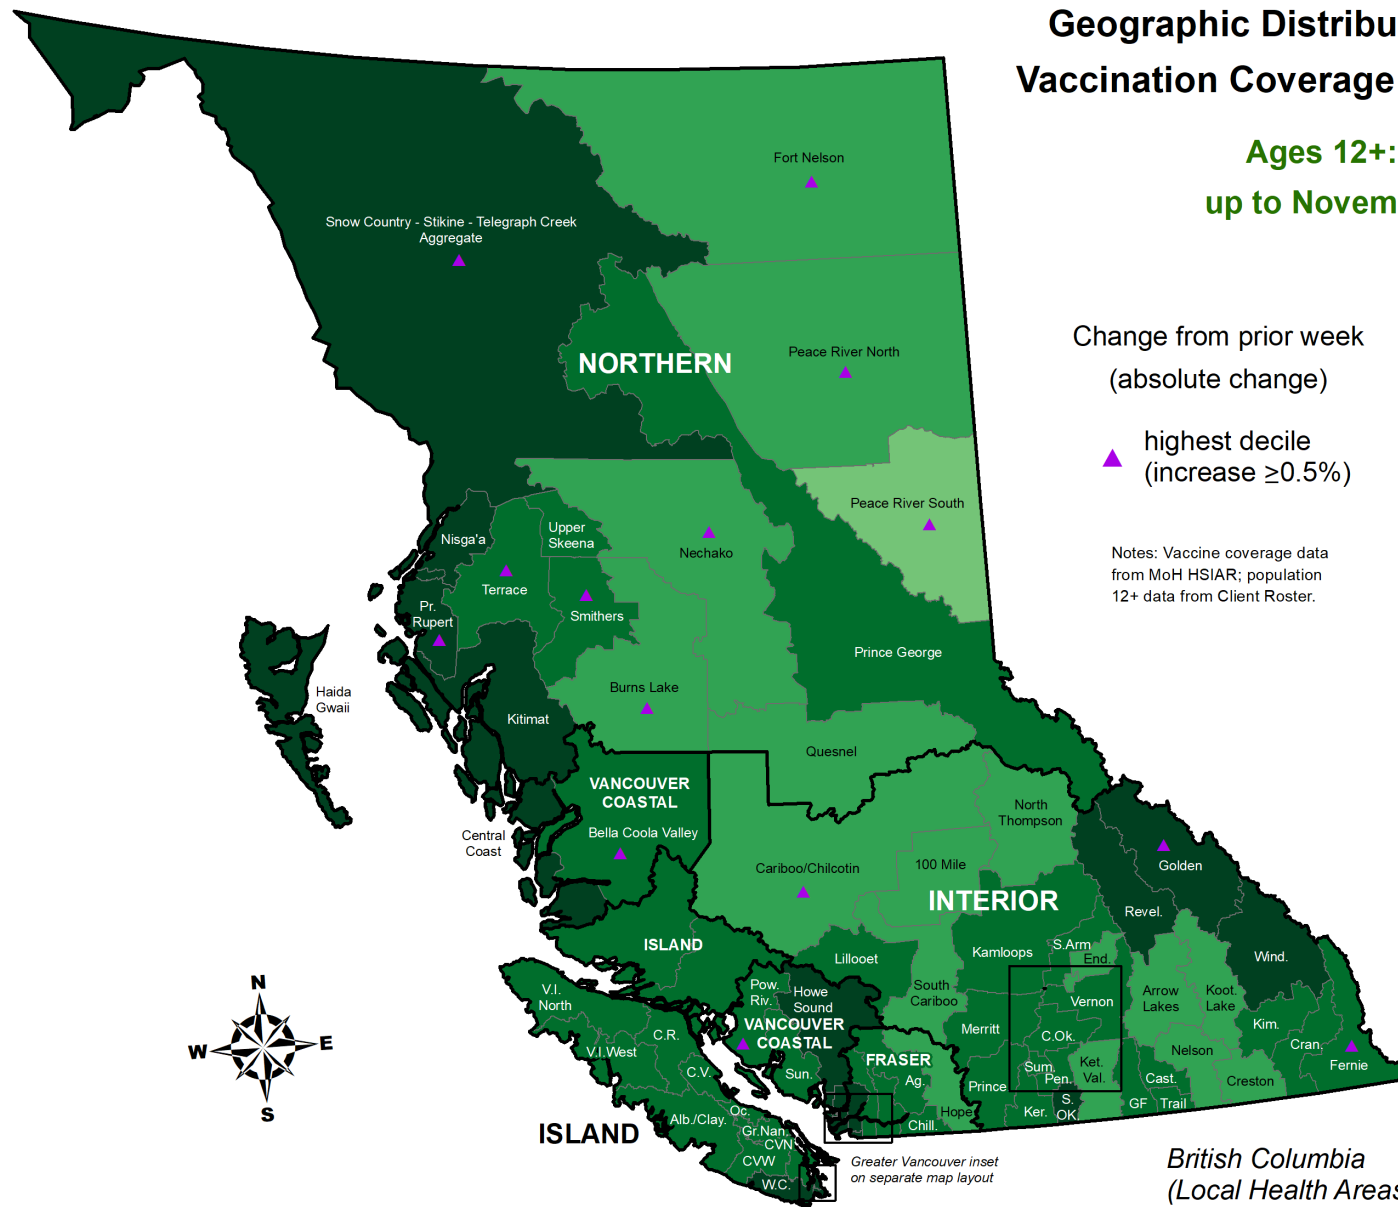 Geographic Distribu
Vaccination Coverage
Ages 12+:
up to Novem
Fort Nelson
Snow Country - Stikine - Telegraph Creek
Aggregate
Change from prior week
(absolute change)
NORTHERN
Peace River North
highest decile
(increase ≥0.5%)
Peace River South
Notes: Vaccine coverage data
from MoH HSIAR; population
12+ data from Client Roster.
Nisga'a
Upper
Skeena
Nechako
Terrace
Smithers
Pr.
Rupert
Prince George
Haida
Gwaii
Kitimat
Burns Lake
Quesnel
VANCOUVER
COASTAL
Central
Coast
Bella Coola Valley
North
Thompson
Cariboo/Chilcotin
100 Mile
Golden
INTERIOR
Revel.
ISLAND
Lillooet
Kamloops
S.Arm
End.
Wind.
V.I.
North
Pow.
Riv.
Howe
Sound
South
Cariboo
Vernon
Arrow
Lakes
Koot.
Lake
VANCOUVER
COASTAL
C.R.
Merritt
C.Ok.
Kim.
Cran.
Fernie
V.I.West
C.V.
Sun.
FRASER
Ag.
Prince
Sum.
Pen.
Ket.
Val.
Nelson
Cast.
Creston
Alb./Clay.
Oc.
Hope
Chill.
Ker.
S.
OK.
GF
Trail
Gr.Nan.
CVN
CVW
W.C.
ISLAND
N
W
E
S
Greater Vancouver inset
on separate map layout
British Columbia
(Local Health Areas